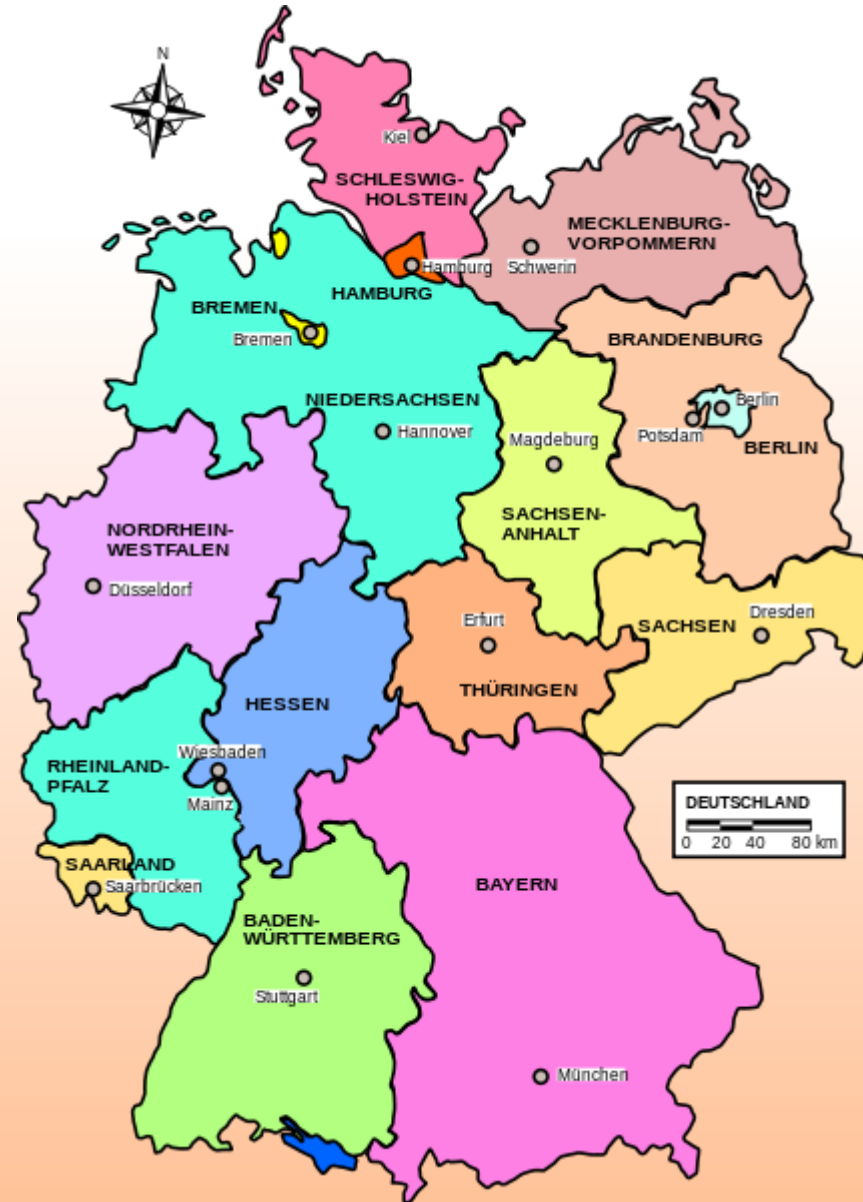 N
Kiel
SCHLESWIG-
HOLSTEIN
MECKLENBURG-
VORPOMMERN
Hamburg
Schwerin
HAMBURG
BREMEN
Bremen
BRANDENBURG
NIEDERSACHSEN
Hannover
Berlin
Potsdam
BERLIN
Magdeburg
SACHSEN-
ANHALT
NORDRHEIN-
WESTFALEN
Düsseldorf
Erfurt
THÜRINGEN
Dresden
SACHSEN
HESSEN
Wiesbaden
Mainz
RHEINLAND-
PFALZ
SAARLAND
Saarbrücken
DEUTSCHLAND
0 20 40 80 km
BAYERN
BADEN-
WÜRTTEMBERG
Stuttgart
München